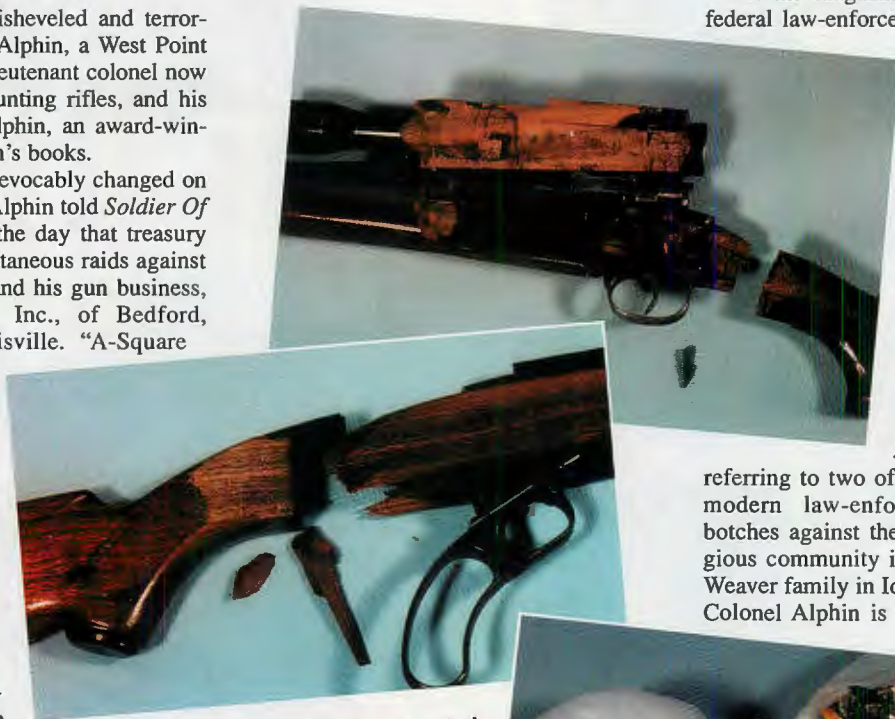 isheveled and terror-
Alphin, a West Point
eutenant colonel now
unting rifles, and his
lphin, an award-win-
's books.
evocably changed on
Alphin told Soldier Of
the day that treasury
taneous raids against
nd his gun business,
Inc., of Bedford,
isville. "A-Square
federal law-enforce
referring to two of
modern law-enfo
botches against the
gious community i
Weaver family in Io
Colonel Alphin is